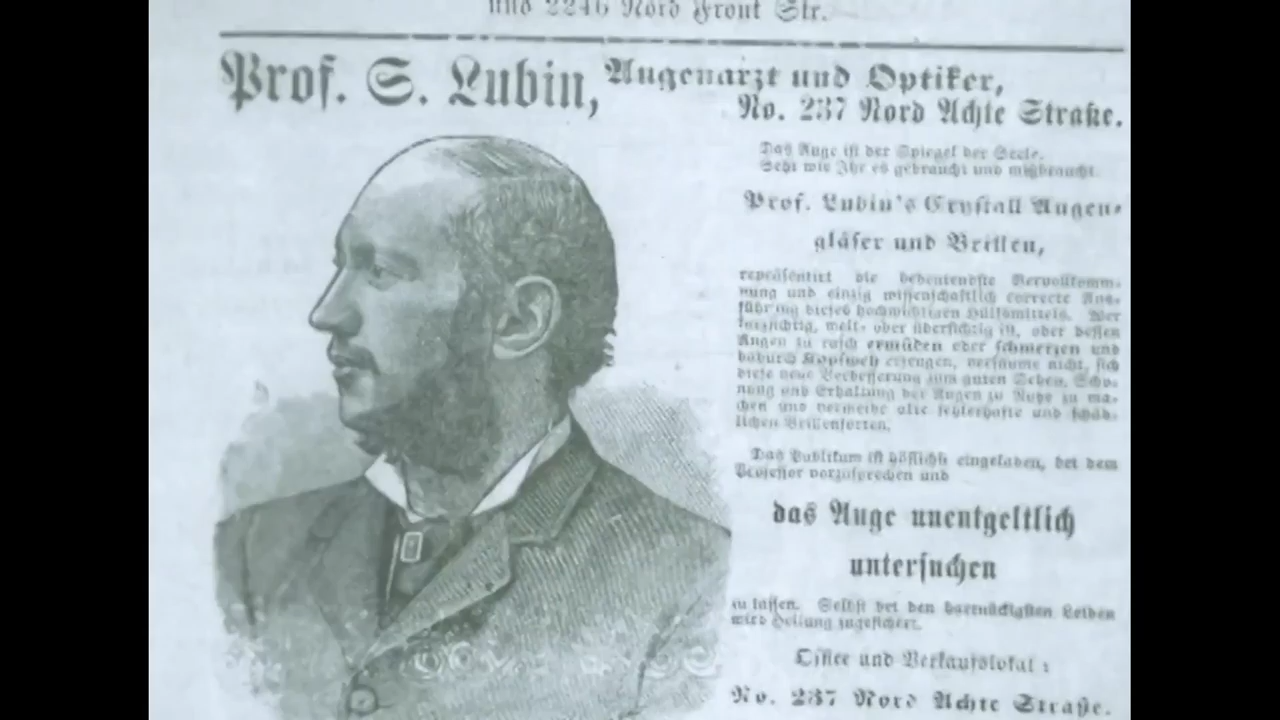 und 2246 Nord Front Str.
Prof. S. Lubin, Augenarzt und Optiker,
No. 237 Nord Achte Straße.
Das Auge ist der Spiegel der Seele.
Seht wie Ihr es gebraucht und mißbraucht.
Prof. Lubin's Crystall Augen-
gläser und Brillen,
repräsentirt die bedeutendste Vervollkomm-
nung und einzig wissenschaftlich correcte Aus-
führung dieses hochwichtigen Hülfsmittels. Wer
kurzsichtig, weit- oder übersichtig ist, oder dessen
Augen zu rasch ermüden oder schmerzen und
dadurch Kopfweh erzeugen, versäume nicht, sich
diese neue Verbesserung zum guten Sehen, Scho-
nung und Erhaltung der Augen zu Nutze zu ma-
chen und vermeide alle fehlerhafte und schäd-
lichen Brillensorten.
Das Publikum ist höflichst eingeladen, bei dem
Professor vorzusprechen und
das Auge unentgeltlich
untersuchen
zu lassen. Selbst bei den hartnäckigsten Leiden
wird Heilung zugesichert.
Office und Verkaufslokal:
No. 237 Nord Achte Straße.